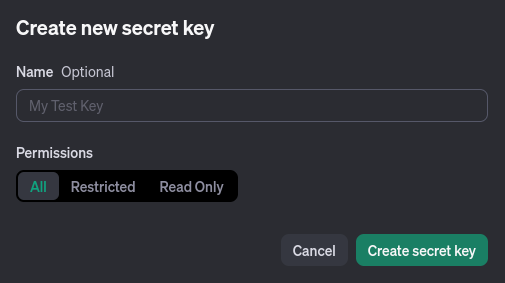 Create new secret key
Name Optional
My Test Key
Permissions
All Restricted Read Only
Cancel Create secret key